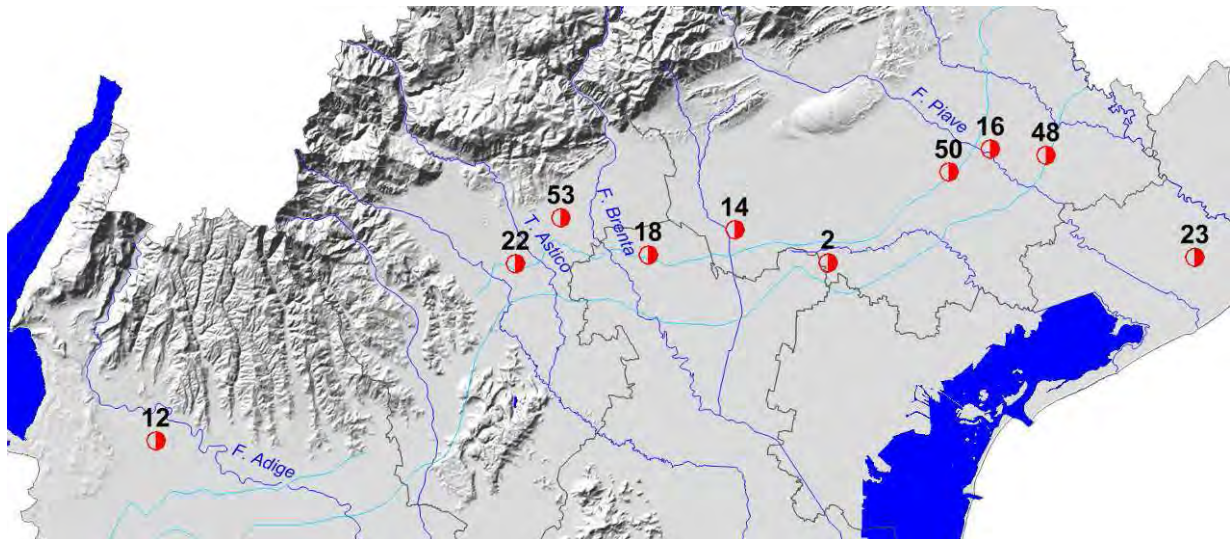 F. Piave
16
48
50
53
F. Brenta
14
T. Astico
18
22
2
23
12
F. Adige